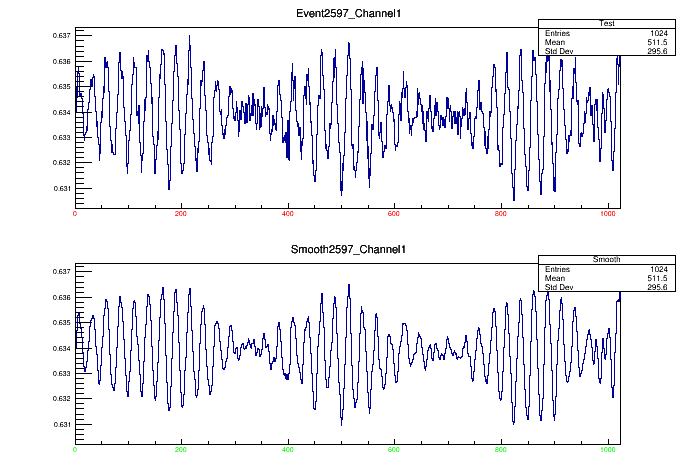 Event2597_Channel1
Test
Entries 1024
Mean 511.5
Std Dev 295.6
0.637
0.636
0.635
0.634
0.633
0.632
0.631
0 200 400 600 800 1000
Smooth2597_Channel1
Smooth
Entries 1024
Mean 511.5
Std Dev 295.6
0.637
0.636
0.635
0.634
0.633
0.632
0.631
0 200 400 600 800 1000